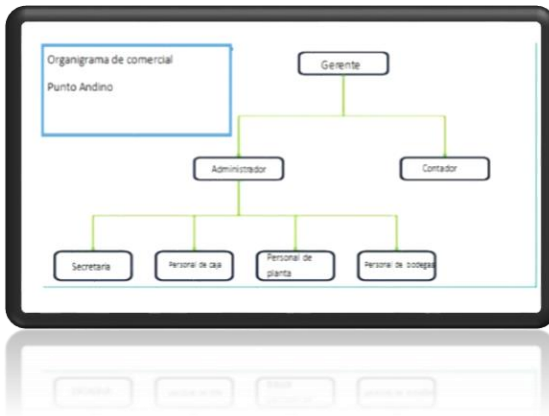 Organigrama de comercial
Punto Andino
Gerente
Administrador
Contador
Secretaria
Personal de caja
Personal de
planta
Personal de bodegas